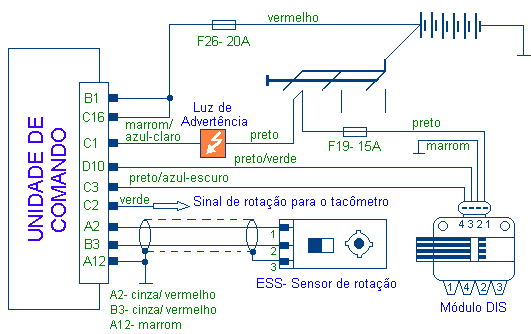 vermelho
F26- 20A
UNIDADE DE
COMANDO
B1
C16
C1
D10
C3
C2
A2
B3
A12
marrom/
azul-claro
Luz de
Advertência
preto
F19- 15A
preto
marrom
preto/verde
preto/azul-escuro
verde
Sinal de rotação para o tacômetro
4 3 2 1
1
2
3
ESS- Sensor de rotação
1 4 2 3
Módulo DIS
A2- cinza/ vermelho
B3- cinza/ vermelho
A12- marrom